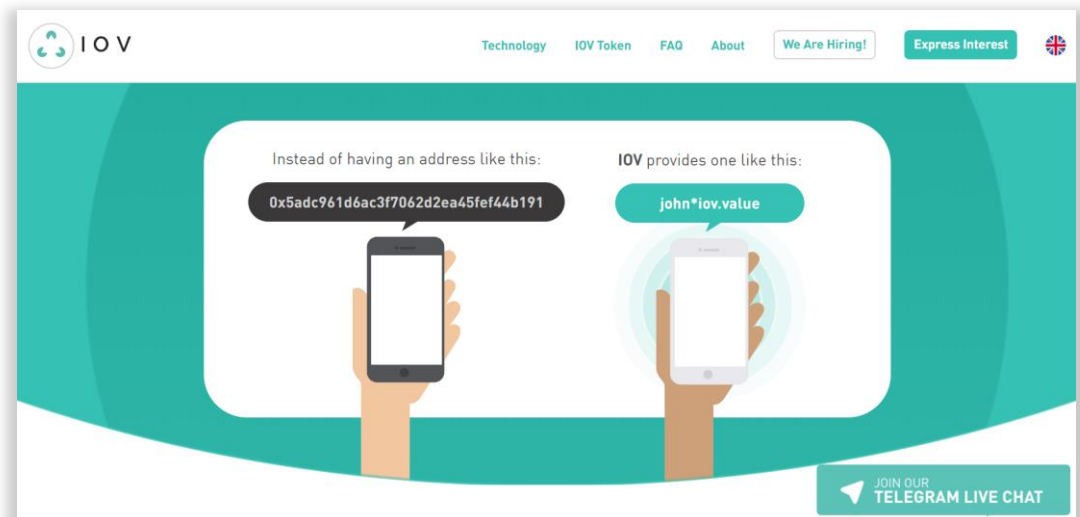 IOV
Technology
IOV Token
FAQ
About
We Are Hiring!
Express Interest
Instead of having an address like this:
0x5adc961d6ac3f7062d2ea45fef44b191
IOV provides one like this:
john*iov.value
JOIN OUR
TELEGRAM LIVE CHAT